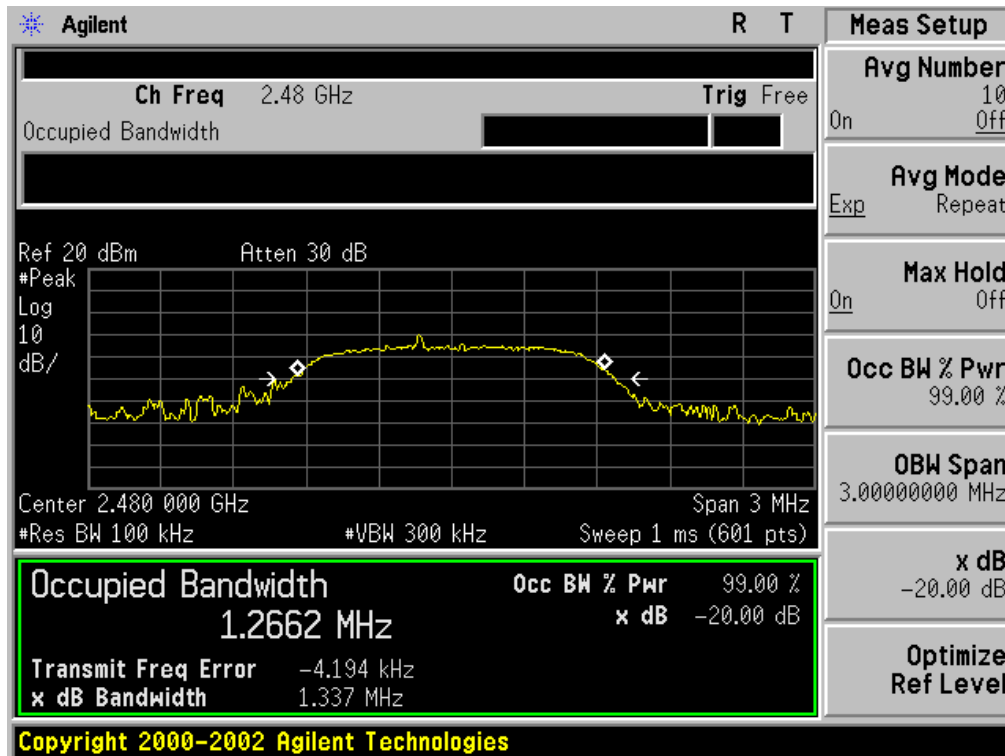 Agilent R T
Meas Setup
Ch Freq 2.48 GHz Trig Free
Occupied Bandwidth
Ref 20 dBm Atten 30 dB
#Peak
Log
10
dB/
Center 2.480 000 GHz Span 3 MHz
#Res BW 100 kHz #VBW 300 kHz Sweep 1 ms (601 pts)
Occupied Bandwidth
1.2662 MHz
Occ BW % Pwr 99.00 %
x dB -20.00 dB
Transmit Freq Error -4.194 kHz
x dB Bandwidth 1.337 MHz
Avg Number
10
On Off
Avg Mode
Exp Repeat
Max Hold
On Off
Occ BW % Pwr
99.00 %
OBW Span
3.00000000 MHz
x dB
-20.00 dB
Optimize
Ref Level
Copyright 2000-2002 Agilent Technologies